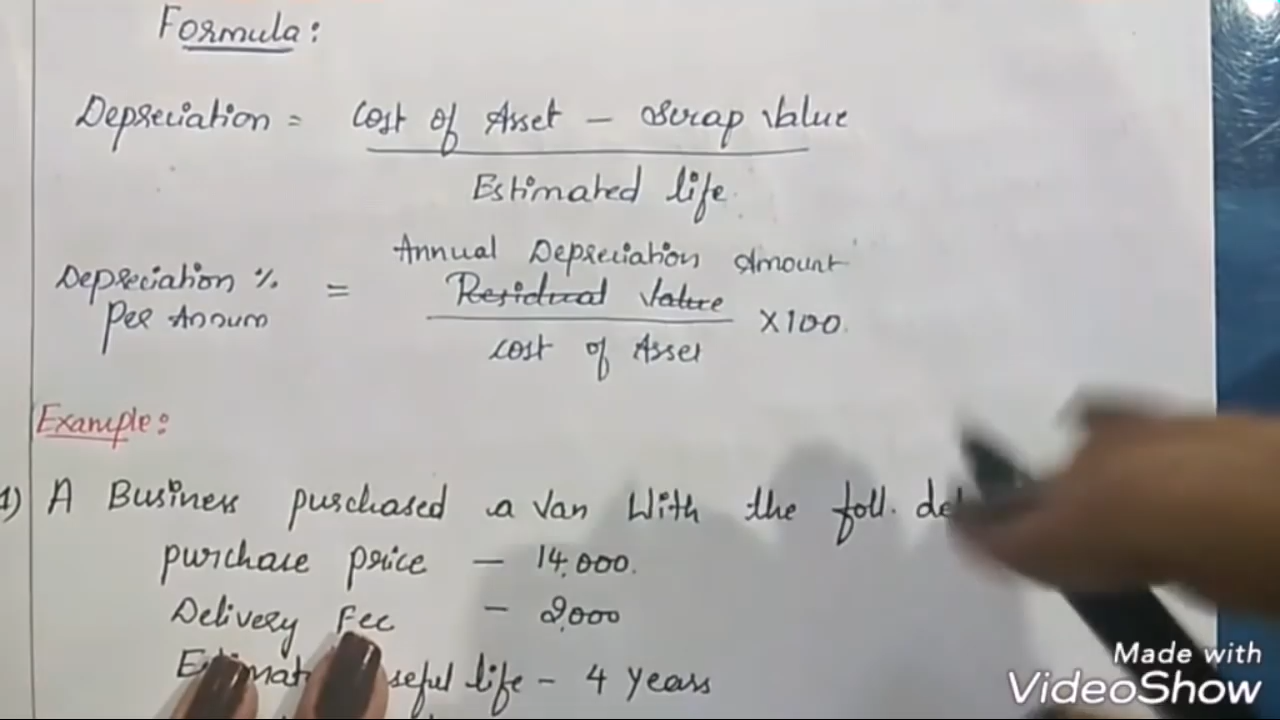 Formula:
Depreciation = Cost of Asset - Scrap Value
Estimated life.
Annual Depreciation Amount
Depreciation % Per Annum = Residual Value X100.
Cost of Asset
Example:
1) A Business purchased a Van With the foll.
purchase price - 14,000.
Delivery Fee - 2,000
life - 4 years
Made with
VideoShow